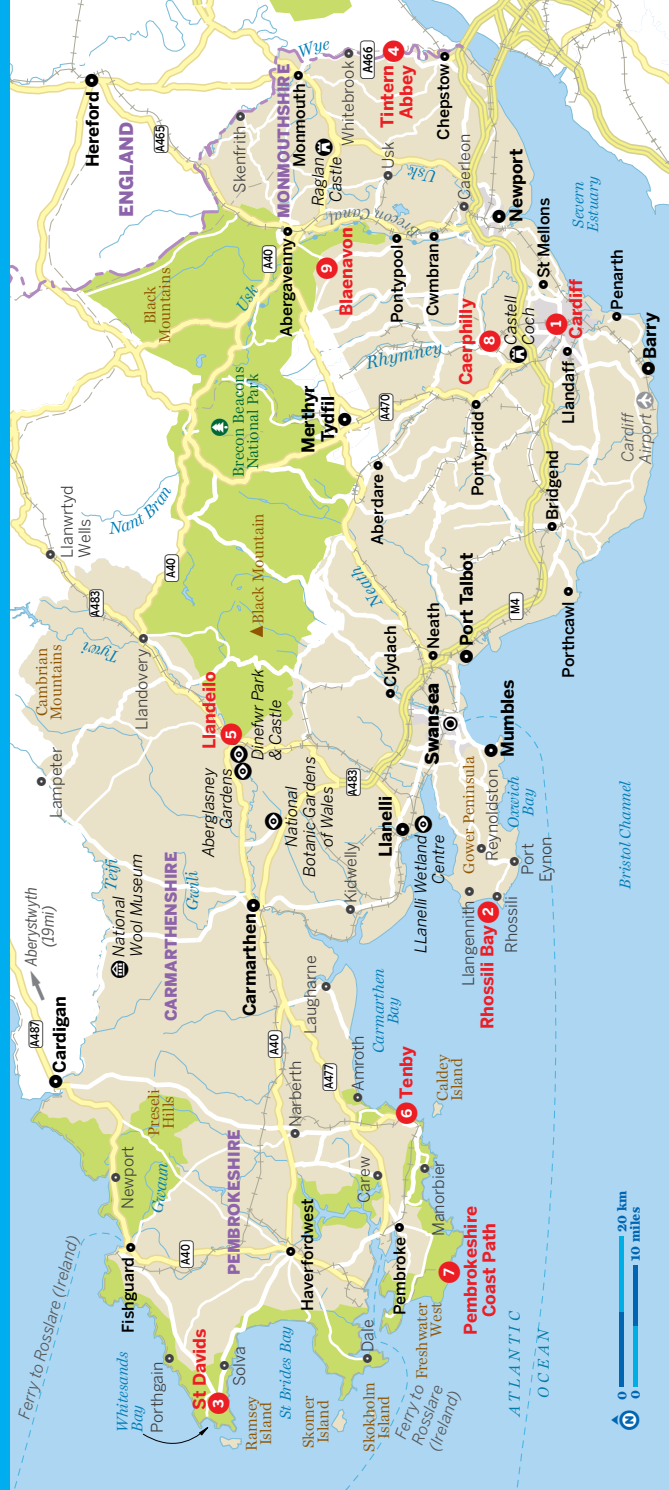 Ferry to Rosslare (Ireland)
Whitesands
Bay
Porthgain
St Davids
3
Solva
Ramsey
Island
St Brides Bay
Skomer
Island
Skokholm
Island
Dale
Ferry to
Rosslare
(Ireland)
Fishguard
A40
Newport
Gwaun
Preseli
Hills
PEMBROKESHIRE
Haverfordwest
Narberth
Carew
Pembroke
Manorbier
Freshwater
West
7
Pembrokeshire
Coast Path
A487
Cardigan
Aberystwyth
(19mi)
A40
A477
Amroth
6
Tenby
Caldey
Island
Laugharne
Carmarthen
Bay
Teifi
National
Wool Museum
Gwili
CARMARTHENSHIRE
Carmarthen
Kidwelly
Lampeter
Cambrian
Mountains
Tywi
Llandovery
A483
Llanwrtyd
Wells
Nant Bran
A40
Llandeilo
5
Dinefwr Park
& Castle
Aberglasney
Gardens
National
Botanic Gardens
of Wales
A483
Llanelli
LLanelli Wetland
Centre
Llangennith
Rhossili Bay
2
Rhossili
Gower Peninsula
Reynoldston
Port
Eynon
Oxwich
Bay
Swansea
Mumbles
Clydach
Neath
Neath
Port Talbot
M4
Porthcawl
Bridgend
Black Mountain
Brecon Beacons
National Park
Black
Mountains
Usk
A40
Abergavenny
Merthyr
Tydfil
Aberdare
A470
Pontypridd
Rhymney
Caerphilly
8
Castell
Coch
1
Cardiff
Llandaff
St Mellons
Penarth
Barry
Cardiff
Airport
9
Blaenavon
Pontypool
Cwmbran
Brecon Canal
Usk
Usk
Caerleon
Newport
Severn
Estuary
Hereford
ENGLAND
A465
Skenfrith
MONMOUTHSHIRE
Monmouth
Wye
Raglan
Castle
Whitebrook
A466
4
Tintern
Abbey
Chepstow
Bristol Channel
ATLANTIC
OCEAN
N
0
20 km
0
10 miles